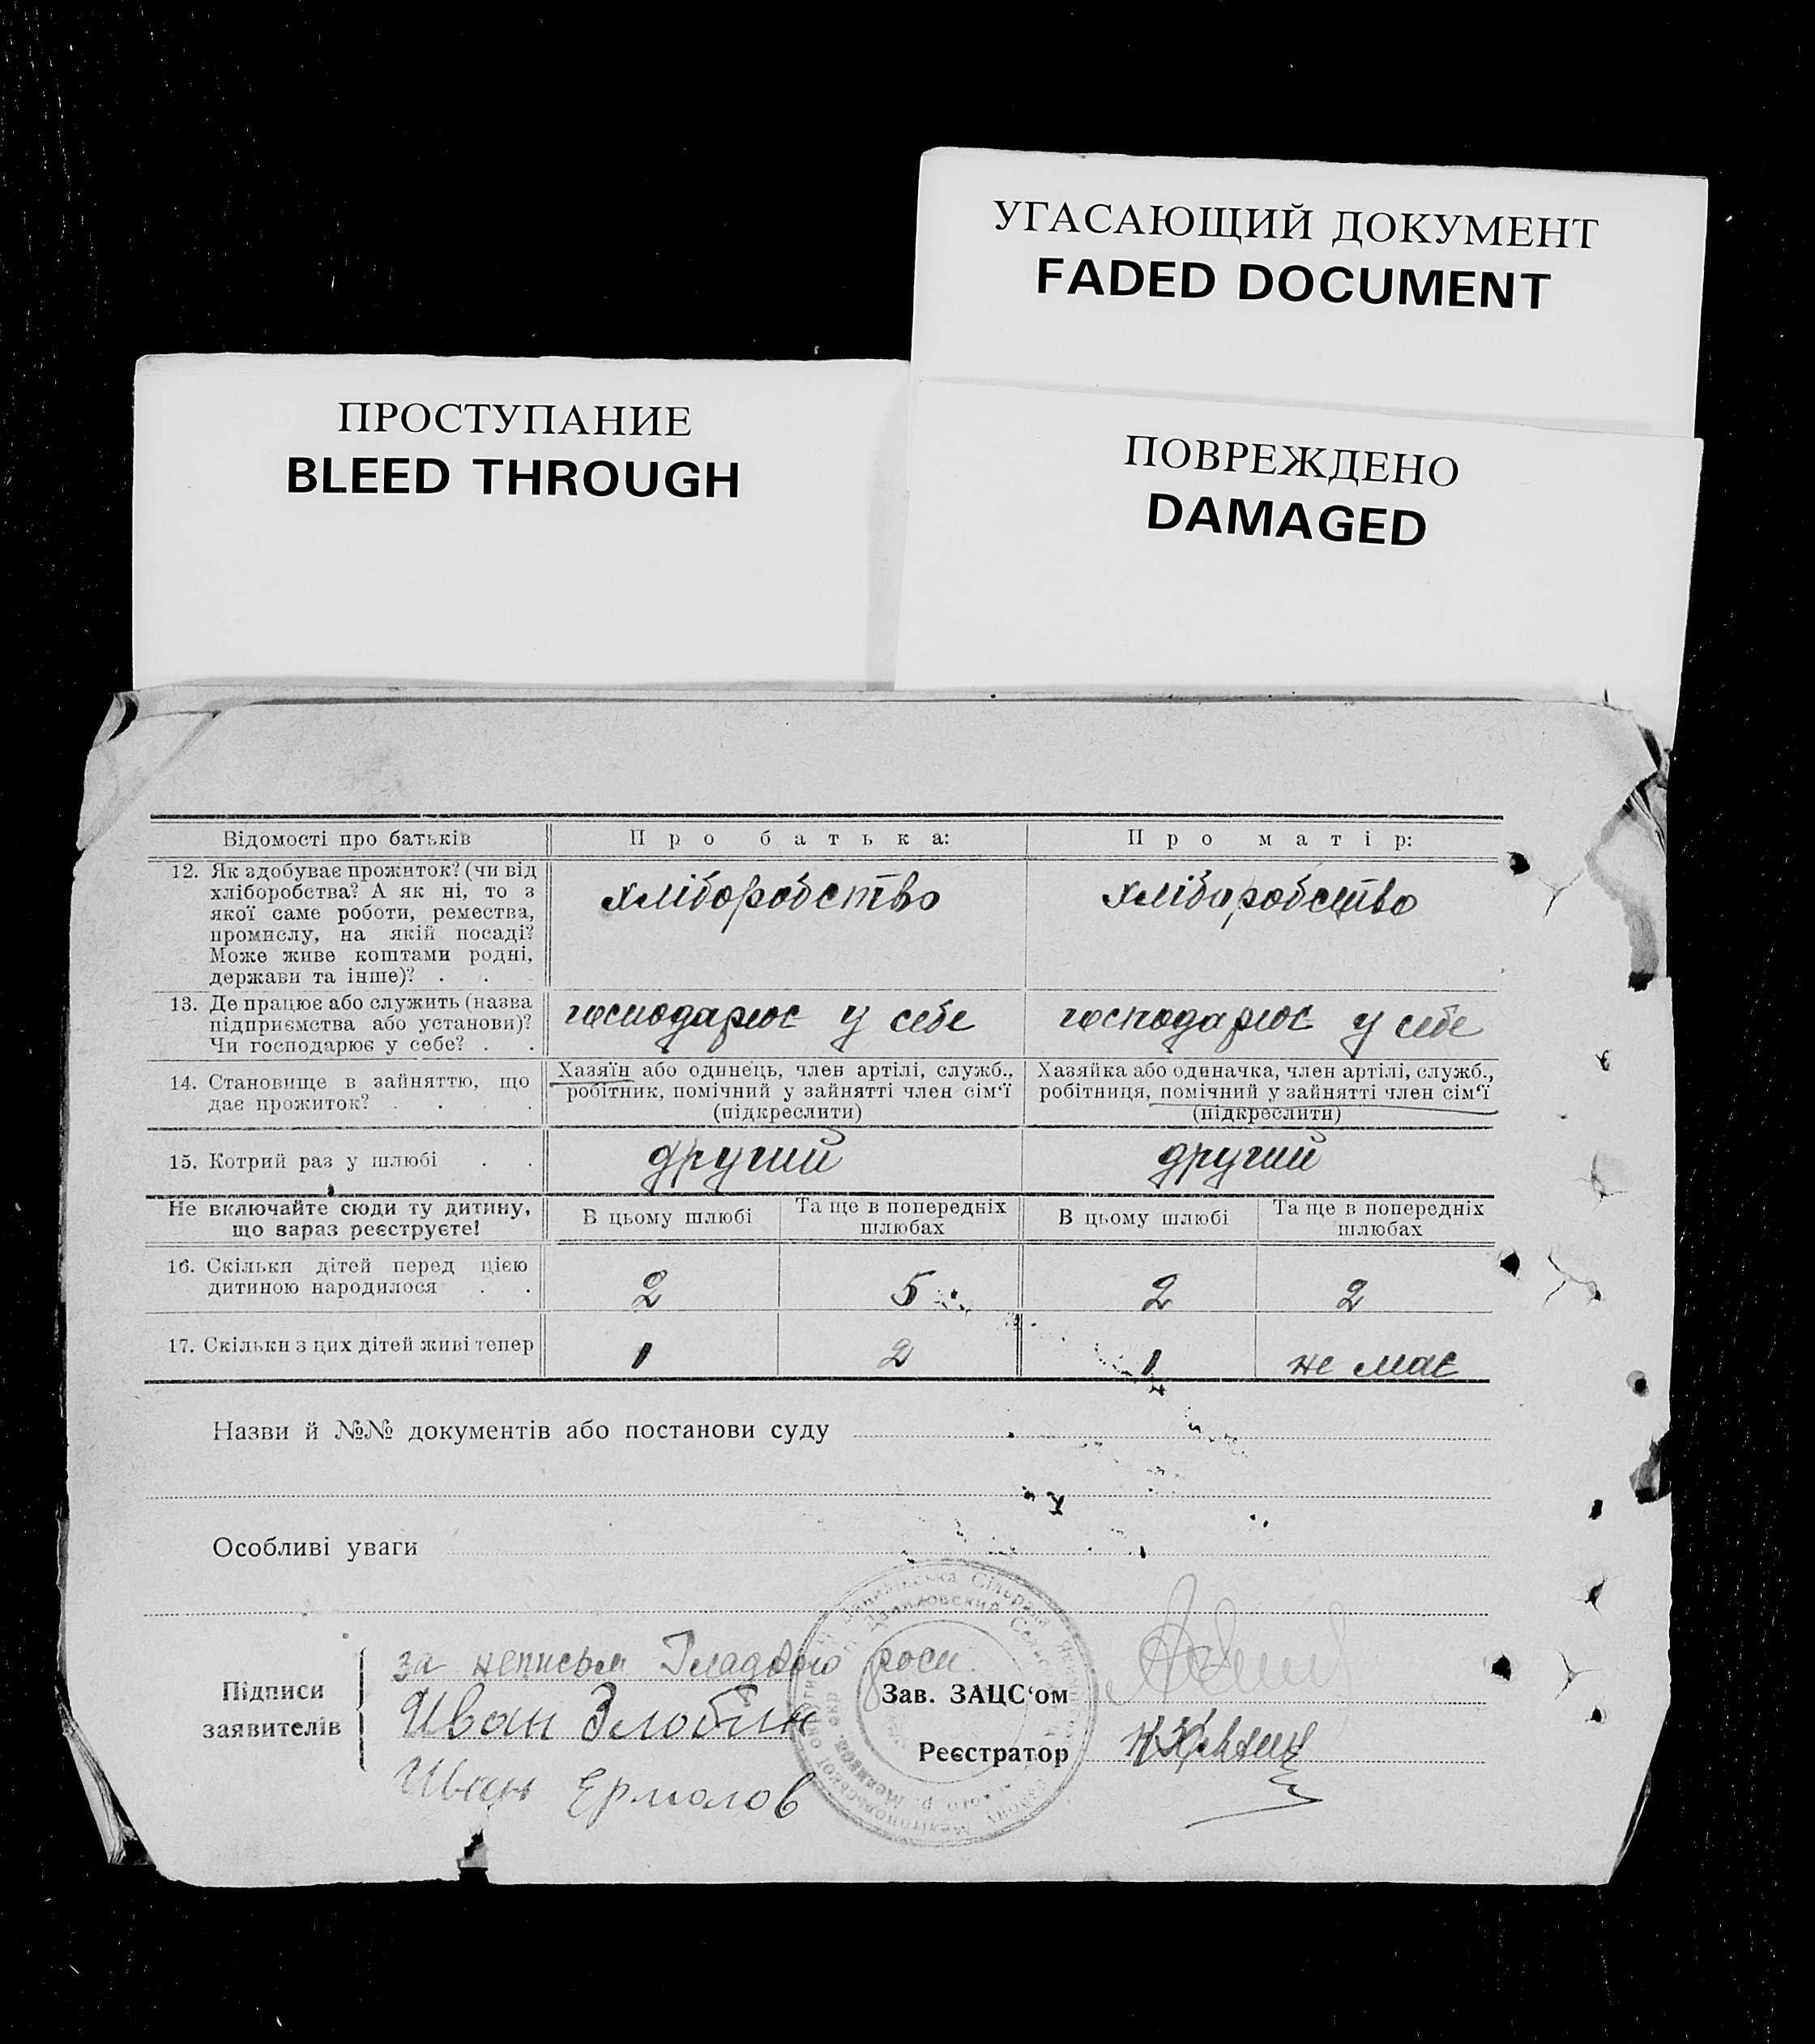 УГАСАЮЩИЙ ДОКУМЕНТ
FADED DOCUMENT
ПРОСТУПАНИЕ
BLEED THROUGH
ПОВРЕЖДЕНО
DAMAGED
Відомості про батьків
Про батька:
Про матір:
12. Як здобуває прожиток? (чи від
хліборобства? А як ні, то з
якої саме роботи, ремества,
промислу, на якій посаді?
Може живе коштами родні,
держави та інше)? . .
хліборобство
хліборобство
13. Де працює або служить (назва
підприємства або установи)?
Чи господарює у себе? . .
господарює у себе
господарює у себе
14. Становище в зайняттю, що
дає прожиток? . . . .
Хазяїн або одинець, член артілі, служб.,
робітник, помічний у зайнятті член сім'ї
(підкреслити)
Хазяйка або одиначка, член артілі, служб.,
робітниця, помічний у зайнятті член сім'ї
(підкреслити)
15. Котрий раз у шлюбі . .
другий
другий
Не включайте сюди ту дитину,
що зараз реєструєте!
В цьому шлюбі
Та ще в попередніх
шлюбах
В цьому шлюбі
Та ще в попередніх
шлюбах
16. Скільки дітей перед цією
дитиною народилося . .
2
5
2
2
17. Скільки з цих дітей живі тепер
1
2
1
не має
Назви й №№ документів або постанови суду
Особливі уваги
Підписи
заявителів
за неписьм Гладкого роси
Иван Злобин
Иван Ермолов
Зав. ЗАЦС'ом
Реєстратор